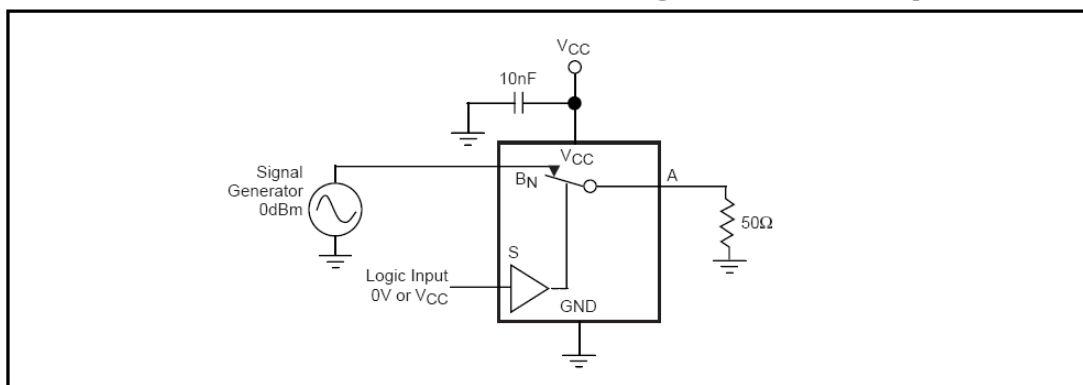 VCC
10nF
VCC
Signal
Generator
0dBm
BN
A
50Ω
S
Logic Input
0V or VCC
GND